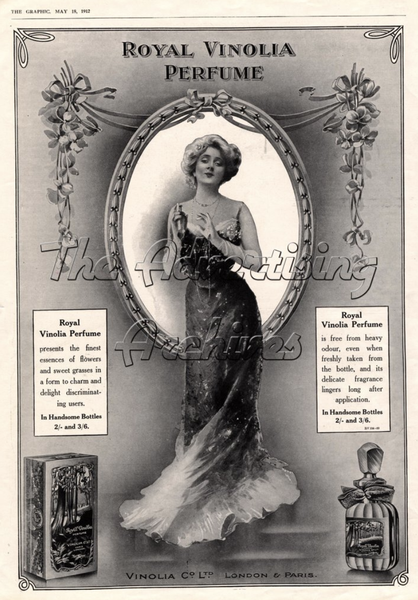 THE GRAPHIC, MAY 18, 1912
ROYAL VINOLIA
PERFUME
The Advertising
Archives
Royal
Vinolia Perfume
presents the finest
essences of flowers
and sweet grasses in
a form to charm and
delight discriminat-
ing users.
In Handsome Bottles
2/- and 3/6.
Royal
Vinolia Perfume
is free from heavy
odour, even when
freshly taken from
the bottle, and its
delicate fragrance
lingers long after
application.
In Handsome Bottles
2/- and 3/6.
Royal Vinolia
VINOLIA CO LTD LONDON & PARIS.